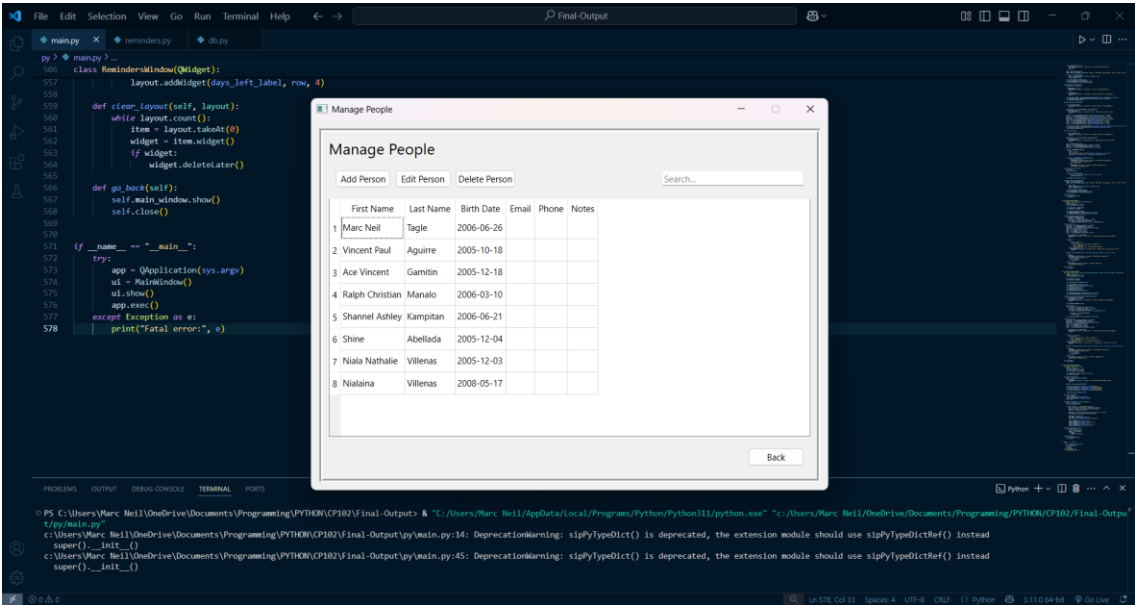 File Edit Selection View Go Run Terminal Help Final-Output
main.py reminders.py db.py
py > main.py > ...
506 class RemindersWindow(QWidget):
557 layout.addWidget(days_left_label, row, 4)
558
559 def clear_layout(self, layout):
560 while layout.count():
561 item = layout.takeAt(0)
562 widget = item.widget()
563 if widget:
564 widget.deleteLater()
565
566 def go_back(self):
567 self.main_window.show()
568 self.close()
569
570
571 if __name__ == "__main__":
572 try:
573 app = QApplication(sys.argv)
574 ui = MainWindow()
575 ui.show()
576 app.exec()
577 except Exception as e:
578 print("Fatal error:", e)
Manage People
Manage People
Add Person Edit Person Delete Person Search...
First Name Last Name Birth Date Email Phone Notes
1 Marc Neil Tagle 2006-06-26
2 Vincent Paul Aguirre 2005-10-18
3 Ace Vincent Gamitin 2005-12-18
4 Ralph Christian Manalo 2006-03-10
5 Shannel Ashley Kampitan 2006-06-21
6 Shine Abellada 2005-12-04
7 Niala Nathalie Villenas 2005-12-03
8 Nialaina Villenas 2008-05-17
Back
PROBLEMS OUTPUT DEBUG CONSOLE TERMINAL PORTS Python
PS C:\Users\Marc Neil\OneDrive\Documents\Programming\PYTHON\CP102\Final-Output> & "C:/Users/Marc Neil/AppData/Local/Programs/Python/Python311/python.exe" "c:/Users/Marc Neil/OneDrive/Documents/Programming/PYTHON/CP102/Final-Outpu
t/py/main.py"
c:\Users\Marc Neil\OneDrive\Documents\Programming\PYTHON\CP102\Final-Output\py\main.py:14: DeprecationWarning: sipPyTypeDict() is deprecated, the extension module should use sipPyTypeDictRef() instead
super().__init__()
c:\Users\Marc Neil\OneDrive\Documents\Programming\PYTHON\CP102\Final-Output\py\main.py:45: DeprecationWarning: sipPyTypeDict() is deprecated, the extension module should use sipPyTypeDictRef() instead
super().__init__()
0 0 Ln 578, Col 33 Spaces: 4 UTF-8 CRLF {} Python 3.11.0 64-bit Go Live